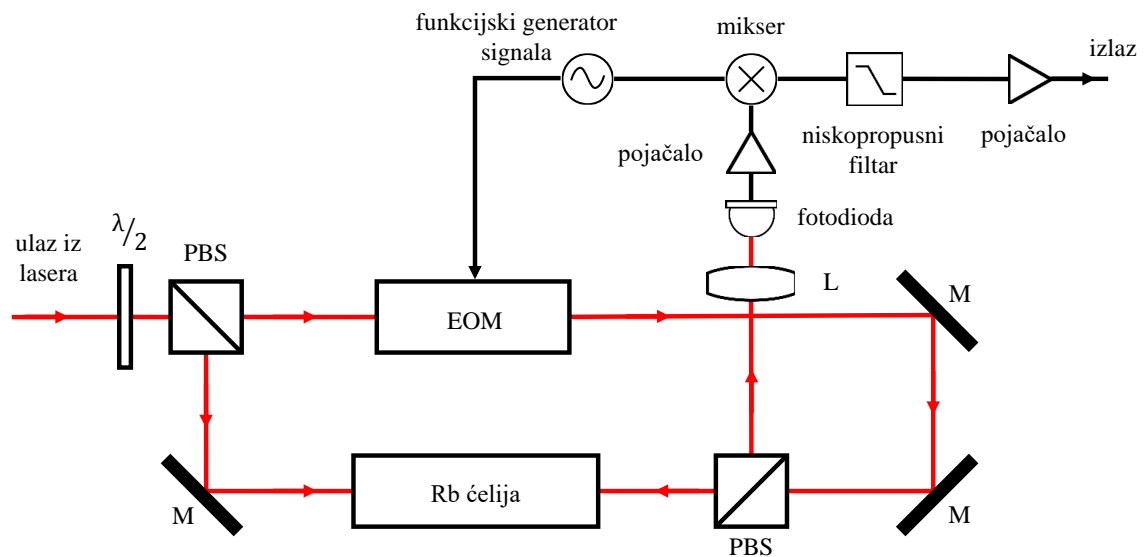 funkcijski generator
signala
mikser
izlaz
pojačalo
niskopropusni
filtar
pojačalo
fotodioda
ulaz iz
lasera
λ/2
PBS
EOM
L
M
M
Rb ćelija
PBS
M